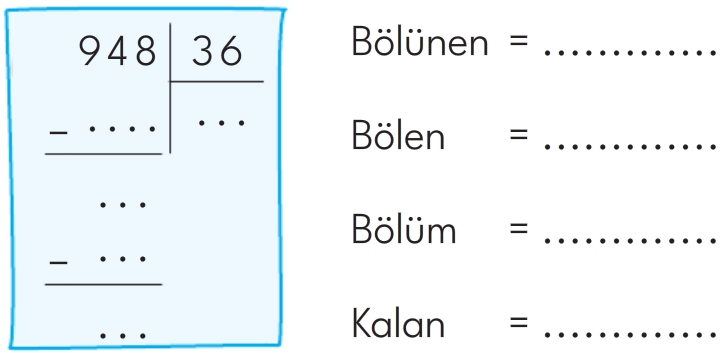 948 36
– .... ...
...
– ...
...
Bölünen = .............
Bölen = .............
Bölüm = .............
Kalan = .............